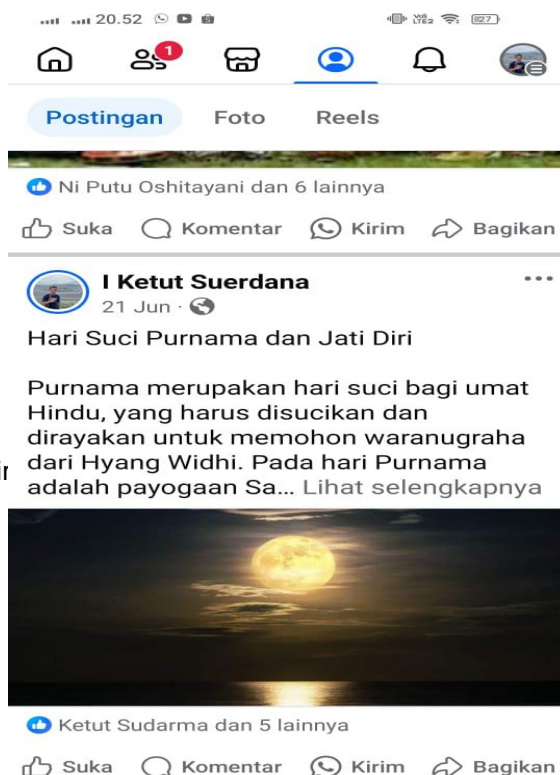 20.52
27
1
Postingan
Foto
Reels
Ni Putu Oshitayani dan 6 lainnya
Suka
Komentar
Kirim
Bagikan
I Ketut Suerdana
21 Jun ·
Hari Suci Purnama dan Jati Diri
Purnama merupakan hari suci bagi umat
Hindu, yang harus disucikan dan
dirayakan untuk memohon waranugraha
dari Hyang Widhi. Pada hari Purnama
adalah payogaan Sa... Lihat selengkapnya
Ketut Sudarma dan 5 lainnya
Suka
Komentar
Kirim
Bagikan